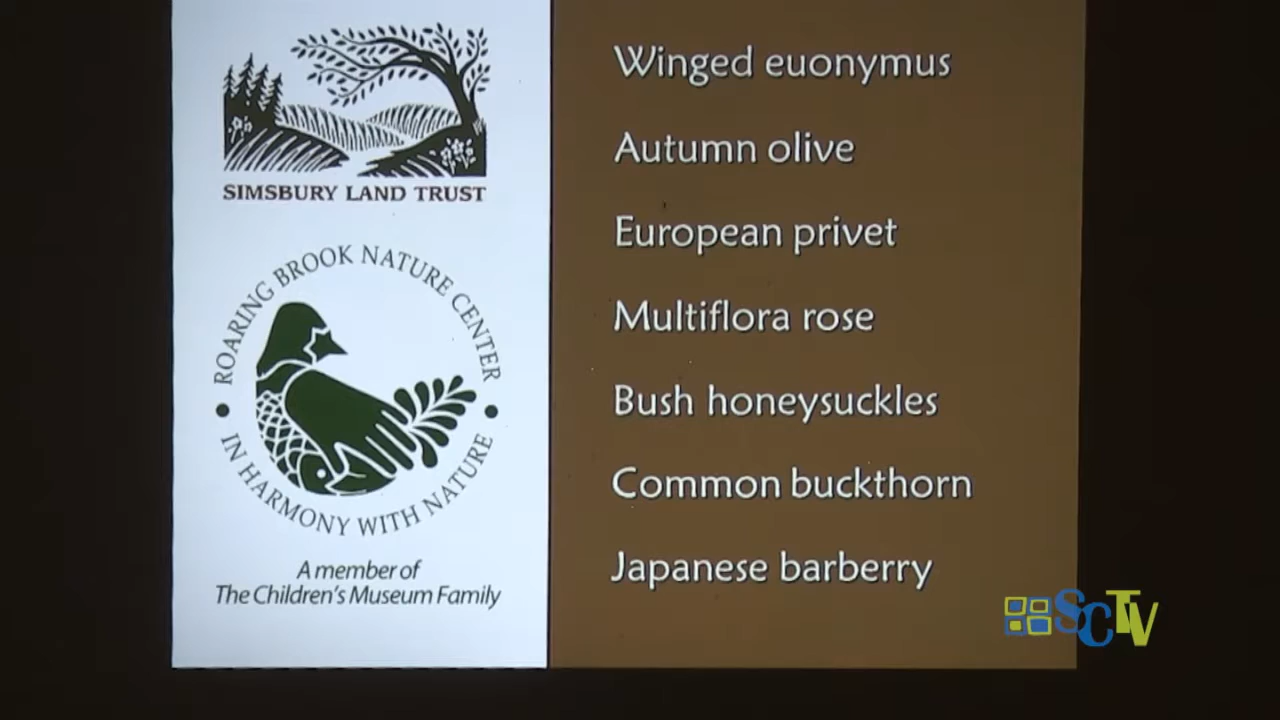 SIMSBURY LAND TRUST
ROARING BROOK NATURE CENTER
IN HARMONY WITH NATURE
A member of
The Children's Museum Family
Winged euonymus
Autumn olive
European privet
Multiflora rose
Bush honeysuckles
Common buckthorn
Japanese barberry
SCTV